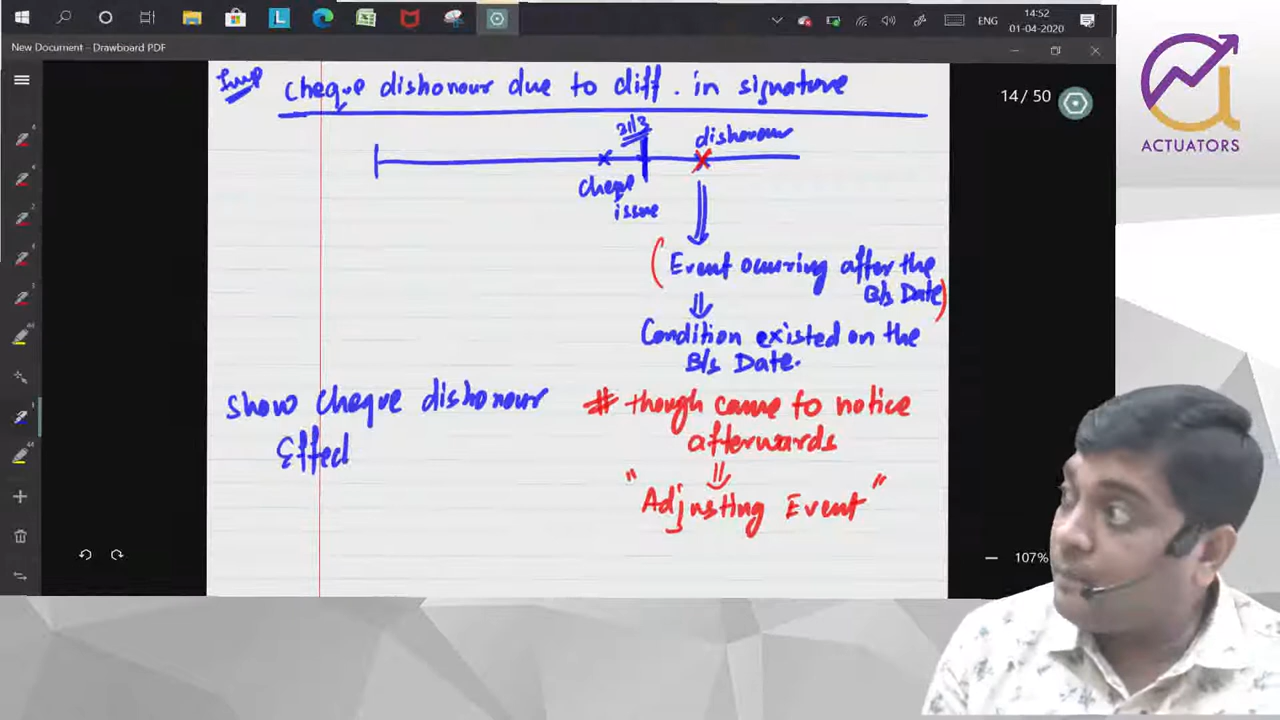 14:52
ENG
01-04-2020
New Document - Drawboard PDF
Imp cheque dishonour due to diff. in signature
14 / 50
ACTUATORS
31/3
dishonour
cheque
issue
(Event ocurring after the
B/s Date)
Condition existed on the
B/s Date.
show cheque dishonour
Effect
# though came to notice
afterwards
"Adjusting Event"
107%